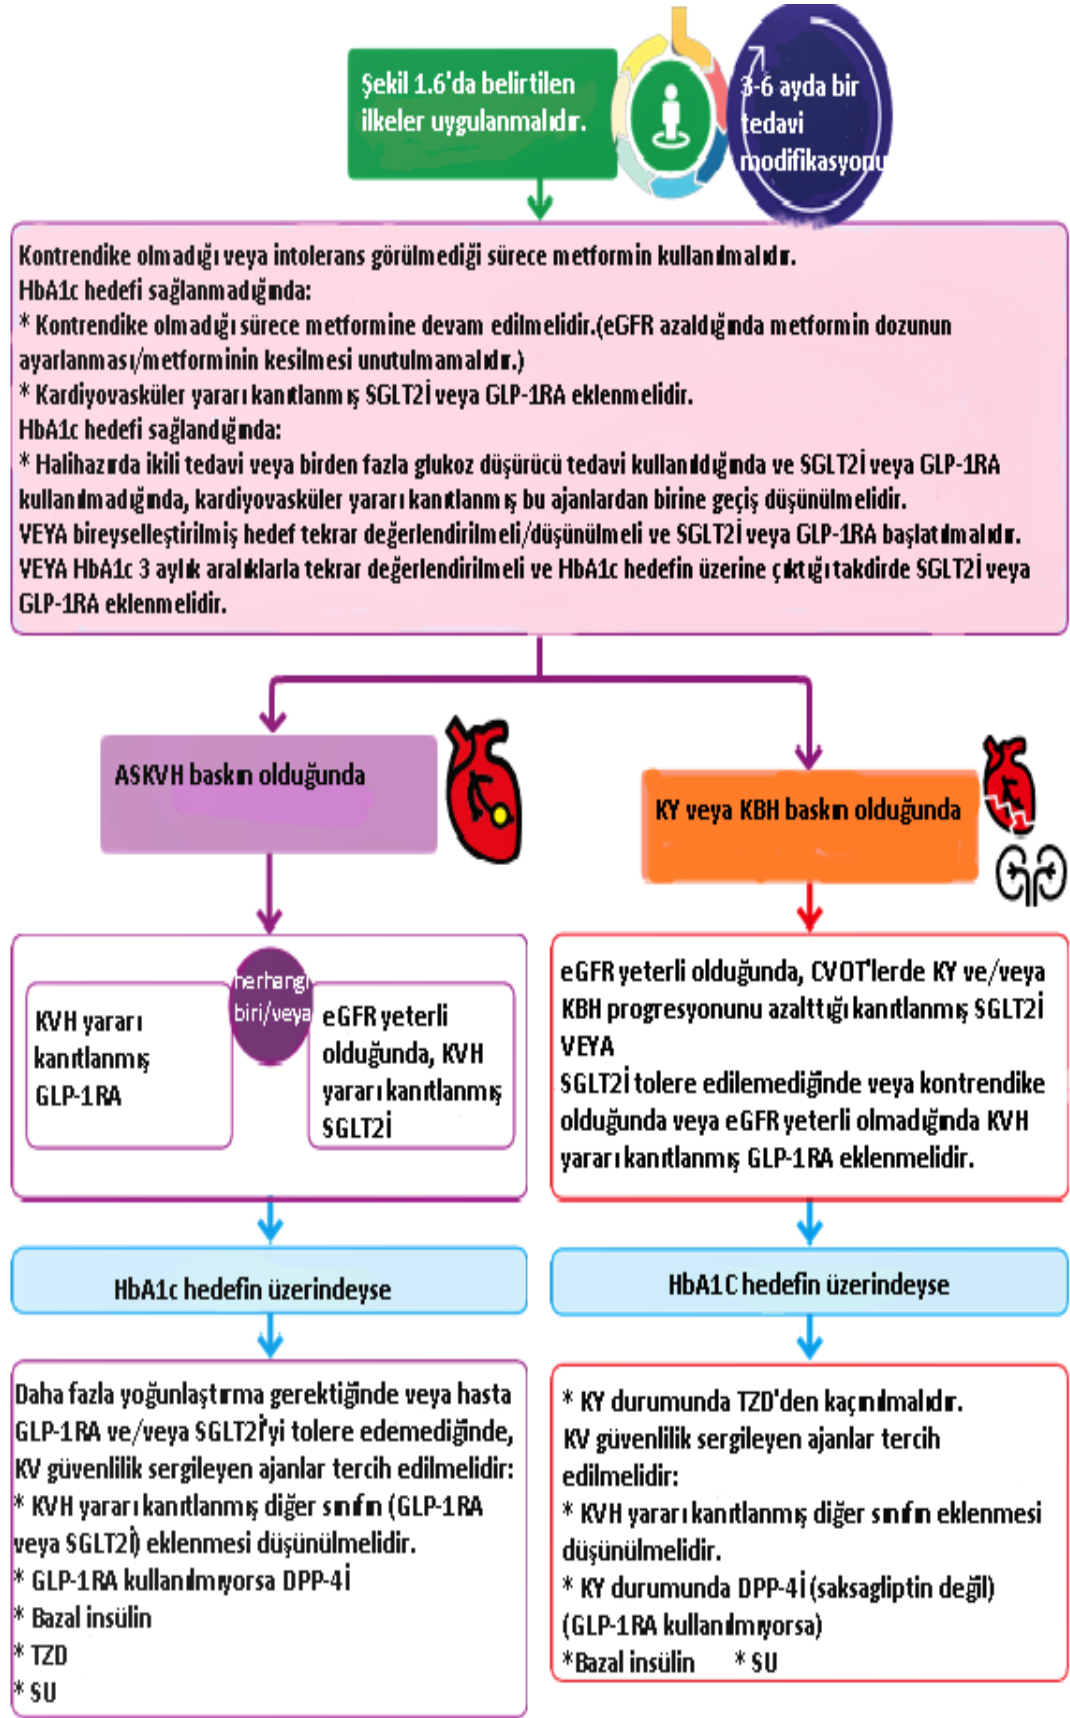 Şekil 1.6'da belirtilen
ilkeler uygulanmalıdır.
3-6 ayda bir
tedavi
modifikasyonu
Kontrendike olmadığı veya intolerans görülmediği sürece metformin kullanılmalıdır.
HbA1c hedefi sağlanmadığında:
* Kontrendike olmadığı sürece metformine devam edilmelidir.(eGFR azaldığında metformin dozunun
ayarlanması/metforminin kesilmesi unutulmamalıdır.)
* Kardiyovasküler yararı kanıtlanmış SGLT2İ veya GLP-1RA eklenmelidir.
HbA1c hedefi sağlandığında:
* Halihazırda ikili tedavi veya birden fazla glukoz düşürücü tedavi kullanıldığında ve SGLT2İ veya GLP-1RA
kullanılmadığında, kardiyovasküler yararı kanıtlanmış bu ajanlardan birine geçiş düşünülmelidir.
VEYA bireyselleştirilmiş hedef tekrar değerlendirilmeli/düşünülmeli ve SGLT2İ veya GLP-1RA başlatılmalıdır.
VEYA HbA1c 3 aylık aralıklarla tekrar değerlendirilmeli ve HbA1c hedefin üzerine çıktığı takdirde SGLT2İ veya
GLP-1RA eklenmelidir.
ASKVH baskın olduğunda
KVH yararı
kanıtlanmış
GLP-1RA
herhangi
biri/veya
eGFR yeterli
olduğunda, KVH
yararı kanıtlanmış
SGLT2İ
HbA1c hedefin üzerindeyse
Daha fazla yoğunlaştırma gerektiğinde veya hasta
GLP-1RA ve/veya SGLT2İ'yi tolere edemediğinde,
KV güvenlilik sergileyen ajanlar tercih edilmelidir:
* KVH yararı kanıtlanmış diğer sınıfın (GLP-1RA
veya SGLT2İ) eklenmesi düşünülmelidir.
* GLP-1RA kullanılmıyorsa DPP-4İ
* Bazal insülin
* TZD
* SU
KY veya KBH baskın olduğunda
eGFR yeterli olduğunda, CVOT'lerde KY ve/veya
KBH progresyonunu azalttığı kanıtlanmış SGLT2İ
VEYA
SGLT2İ tolere edilemediğinde veya kontrendike
olduğunda veya eGFR yeterli olmadığında KVH
yararı kanıtlanmış GLP-1RA eklenmelidir.
HbA1C hedefin üzerindeyse
* KY durumunda TZD'den kaçınılmalıdır.
KV güvenlilik sergileyen ajanlar tercih
edilmelidir:
* KVH yararı kanıtlanmış diğer sınıfın eklenmesi
düşünülmelidir.
* KY durumunda DPP-4İ (saksagliptin değil)
(GLP-1RA kullanılmıyorsa)
*Bazal insülin * SU